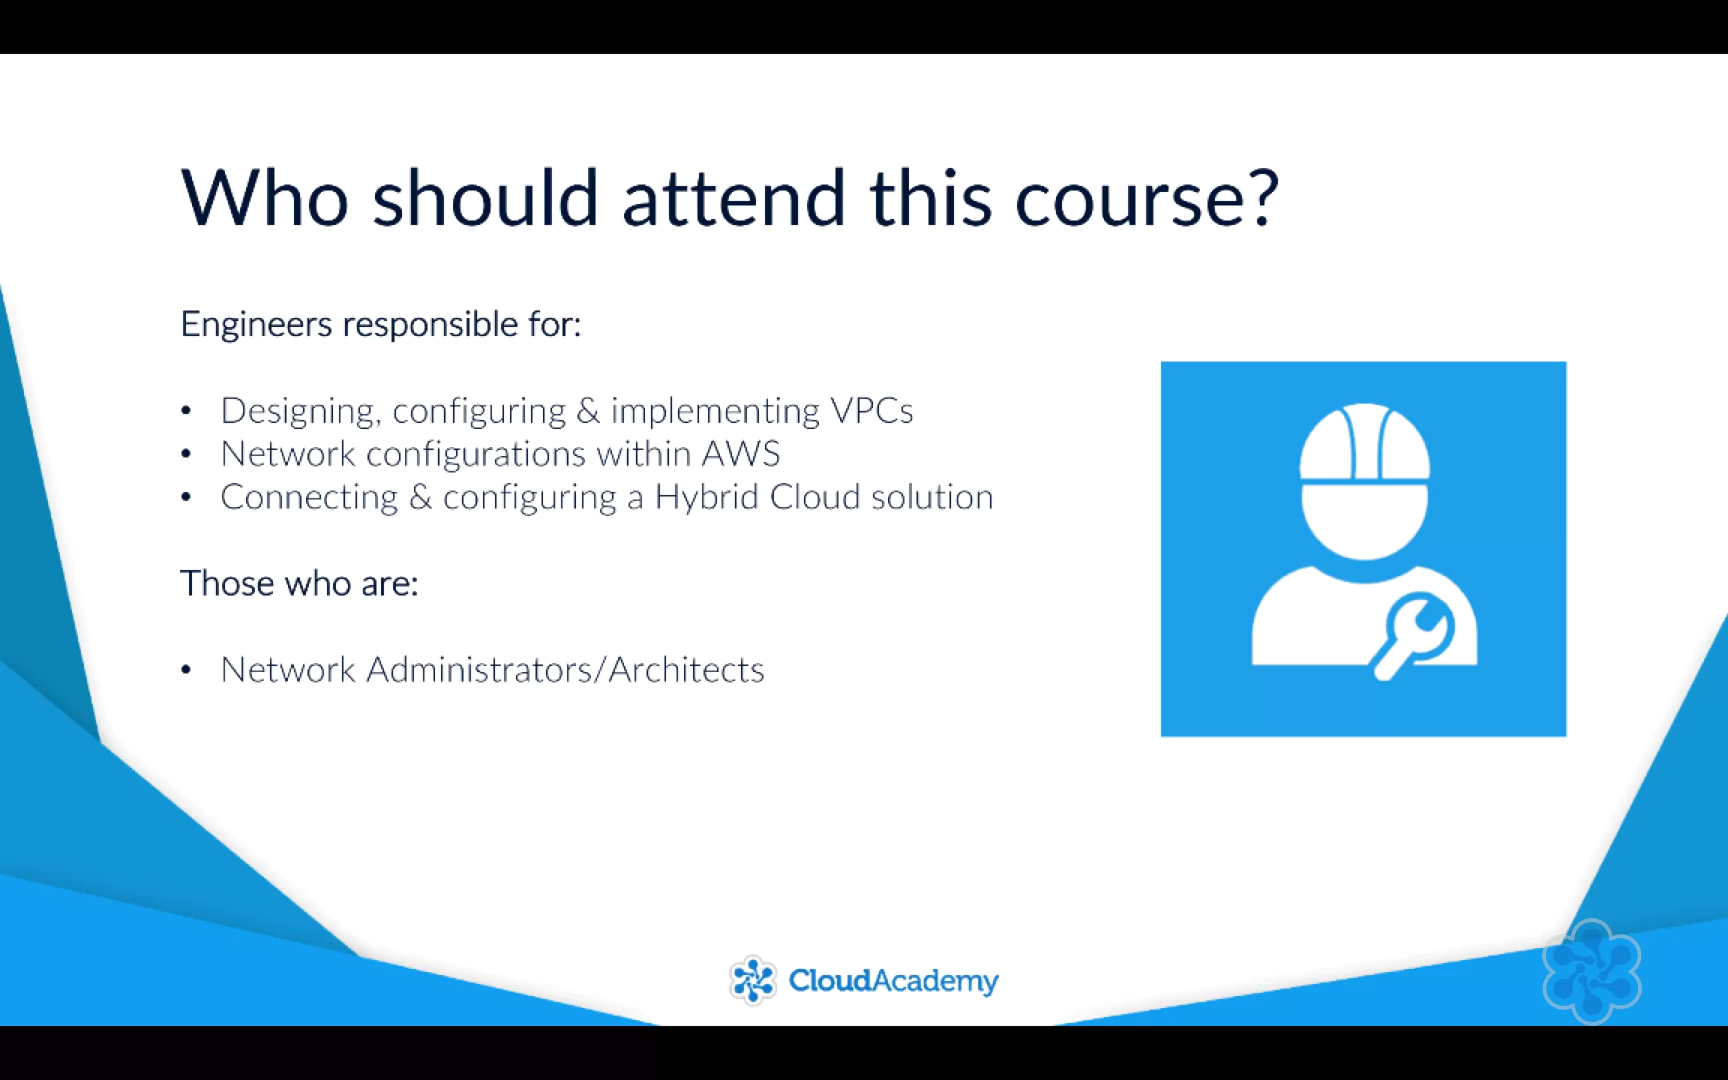 Who should attend this course?
Engineers responsible for:
• Designing, configuring & implementing VPCs
• Network configurations within AWS
• Connecting & configuring a Hybrid Cloud solution
Those who are:
• Network Administrators/Architects
CloudAcademy